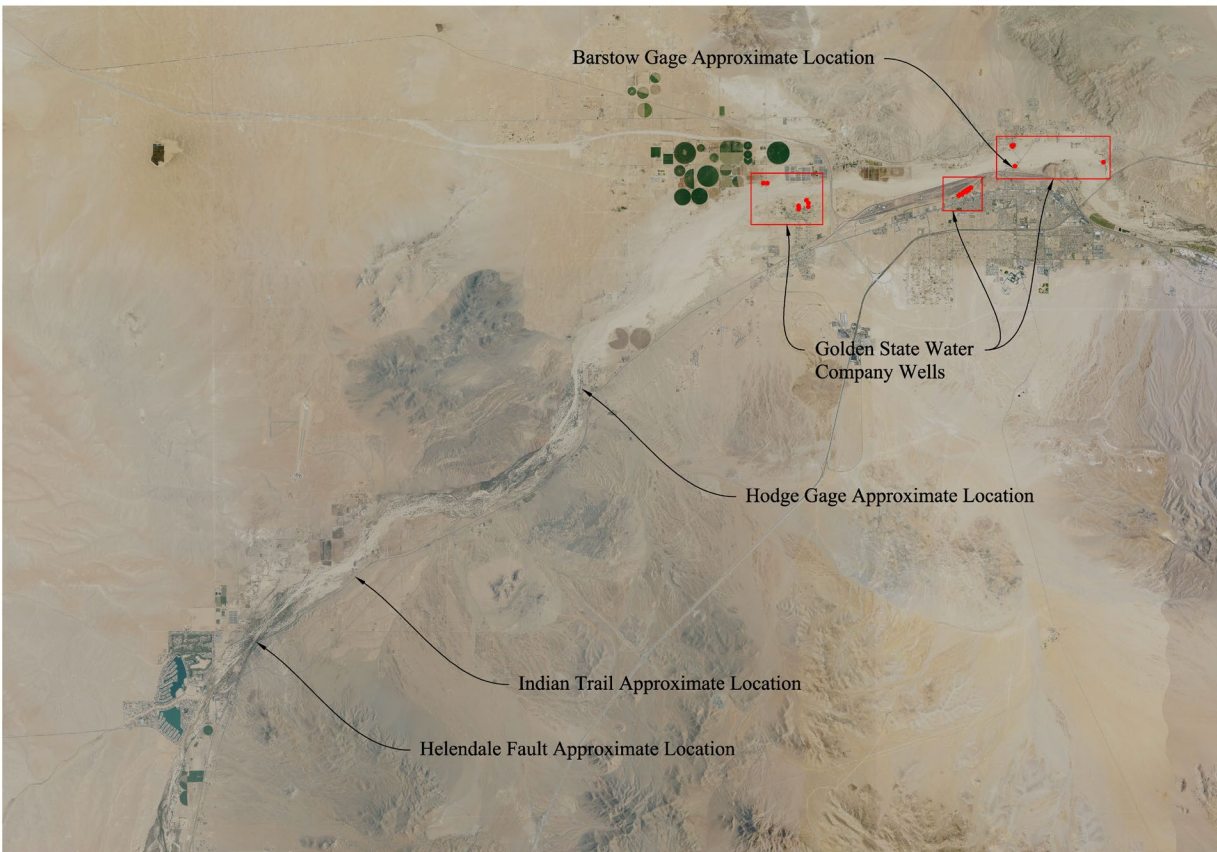 Barstow Gage Approximate Location
Golden State Water
Company Wells
Hodge Gage Approximate Location
Indian Trail Approximate Location
Helendale Fault Approximate Location